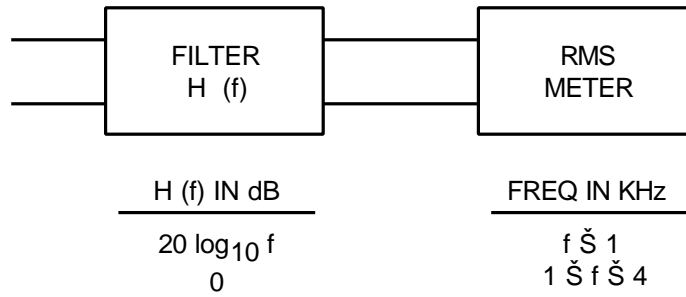 FILTER
H (f)
RMS
METER
H (f) IN dB
FREQ IN KHz
20 log10 f
f Š 1
0
1 Š f Š 4